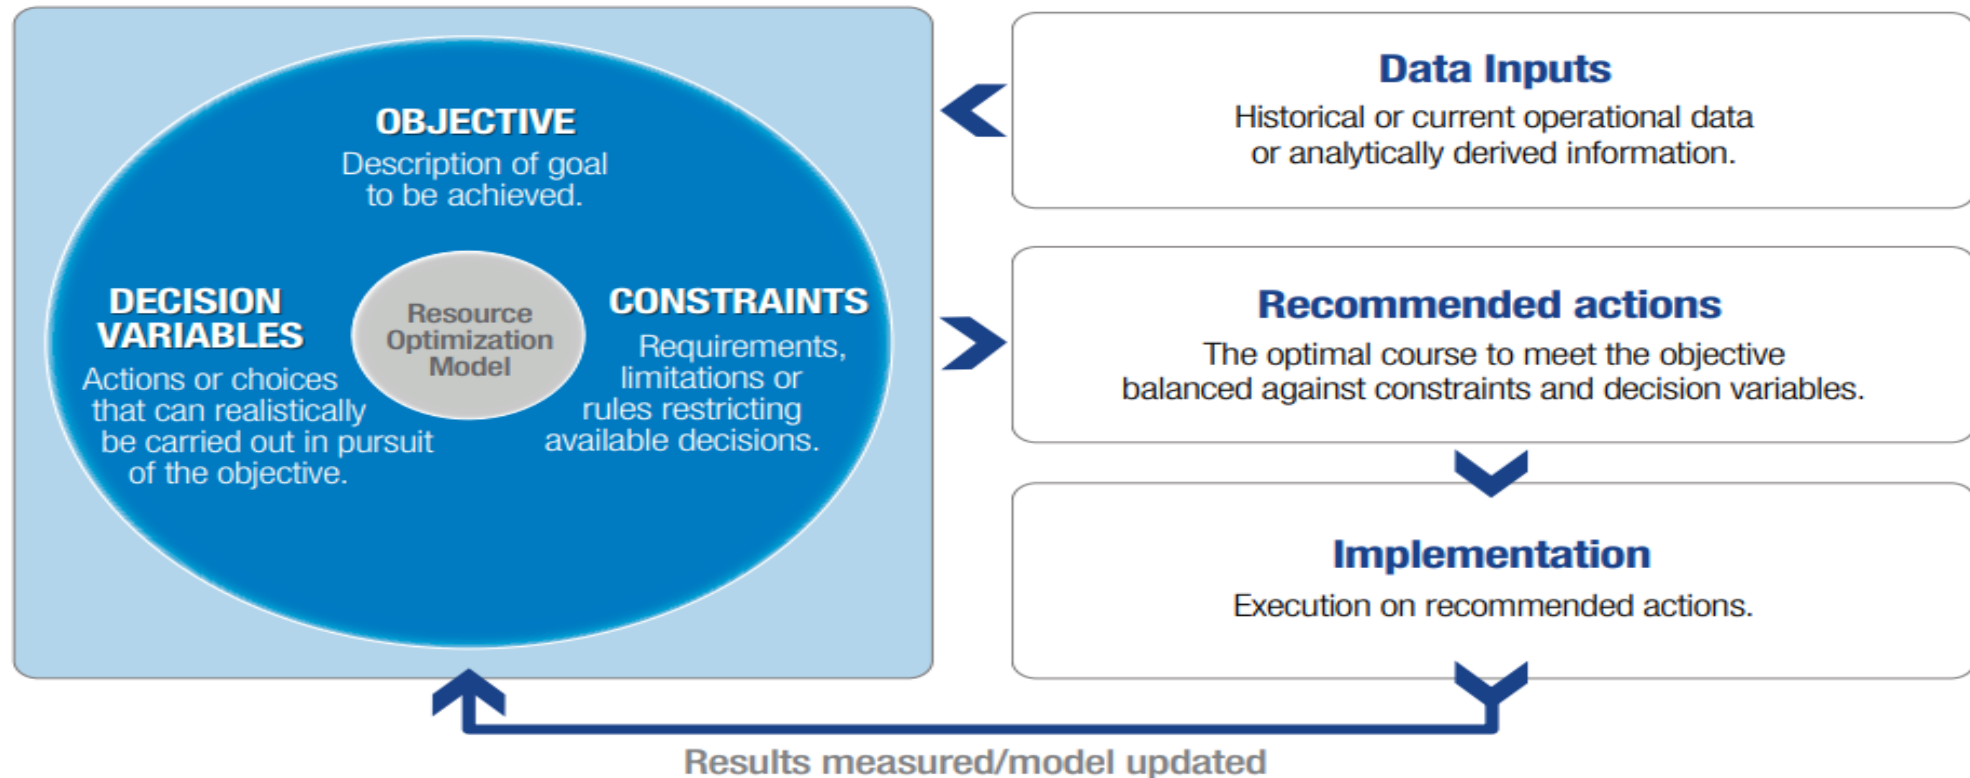 OBJECTIVE
Description of goal
to be achieved.
DECISION
VARIABLES
Actions or choices
that can realistically
be carried out in pursuit
of the objective.
Resource
Optimization
Model
CONSTRAINTS
Requirements,
limitations or
rules restricting
available decisions.
Data Inputs
Historical or current operational data
or analytically derived information.
Recommended actions
The optimal course to meet the objective
balanced against constraints and decision variables.
Implementation
Execution on recommended actions.
Results measured/model updated